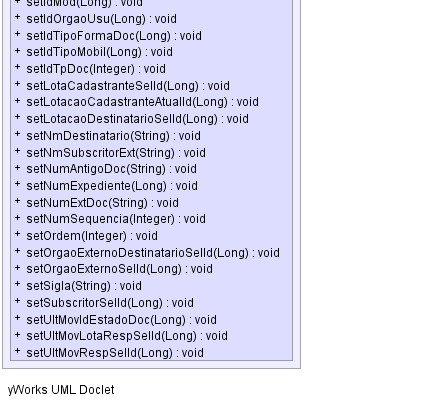 + setIdMod(Long) : void
+ setIdOrgaoUsu(Long) : void
+ setIdTipoFormaDoc(Long) : void
+ setIdTipoMobil(Long) : void
+ setIdTpDoc(Integer) : void
+ setLotaCadastranteSelId(Long) : void
+ setLotacaoCadastranteAtualId(Long) : void
+ setLotacaoDestinatarioSelId(Long) : void
+ setNmDestinatario(String) : void
+ setNmSubscritorExt(String) : void
+ setNumAntigoDoc(String) : void
+ setNumExpediente(Long) : void
+ setNumExtDoc(String) : void
+ setNumSequencia(Integer) : void
+ setOrdem(Integer) : void
+ setOrgaoExternoDestinatarioSelId(Long) : void
+ setOrgaoExternoSelId(Long) : void
+ setSigla(String) : void
+ setSubscritorSelId(Long) : void
+ setUltMovIdEstadoDoc(Long) : void
+ setUltMovLotaRespSelId(Long) : void
+ setUltMovRespSelId(Long) : void
yWorks UML Doclet